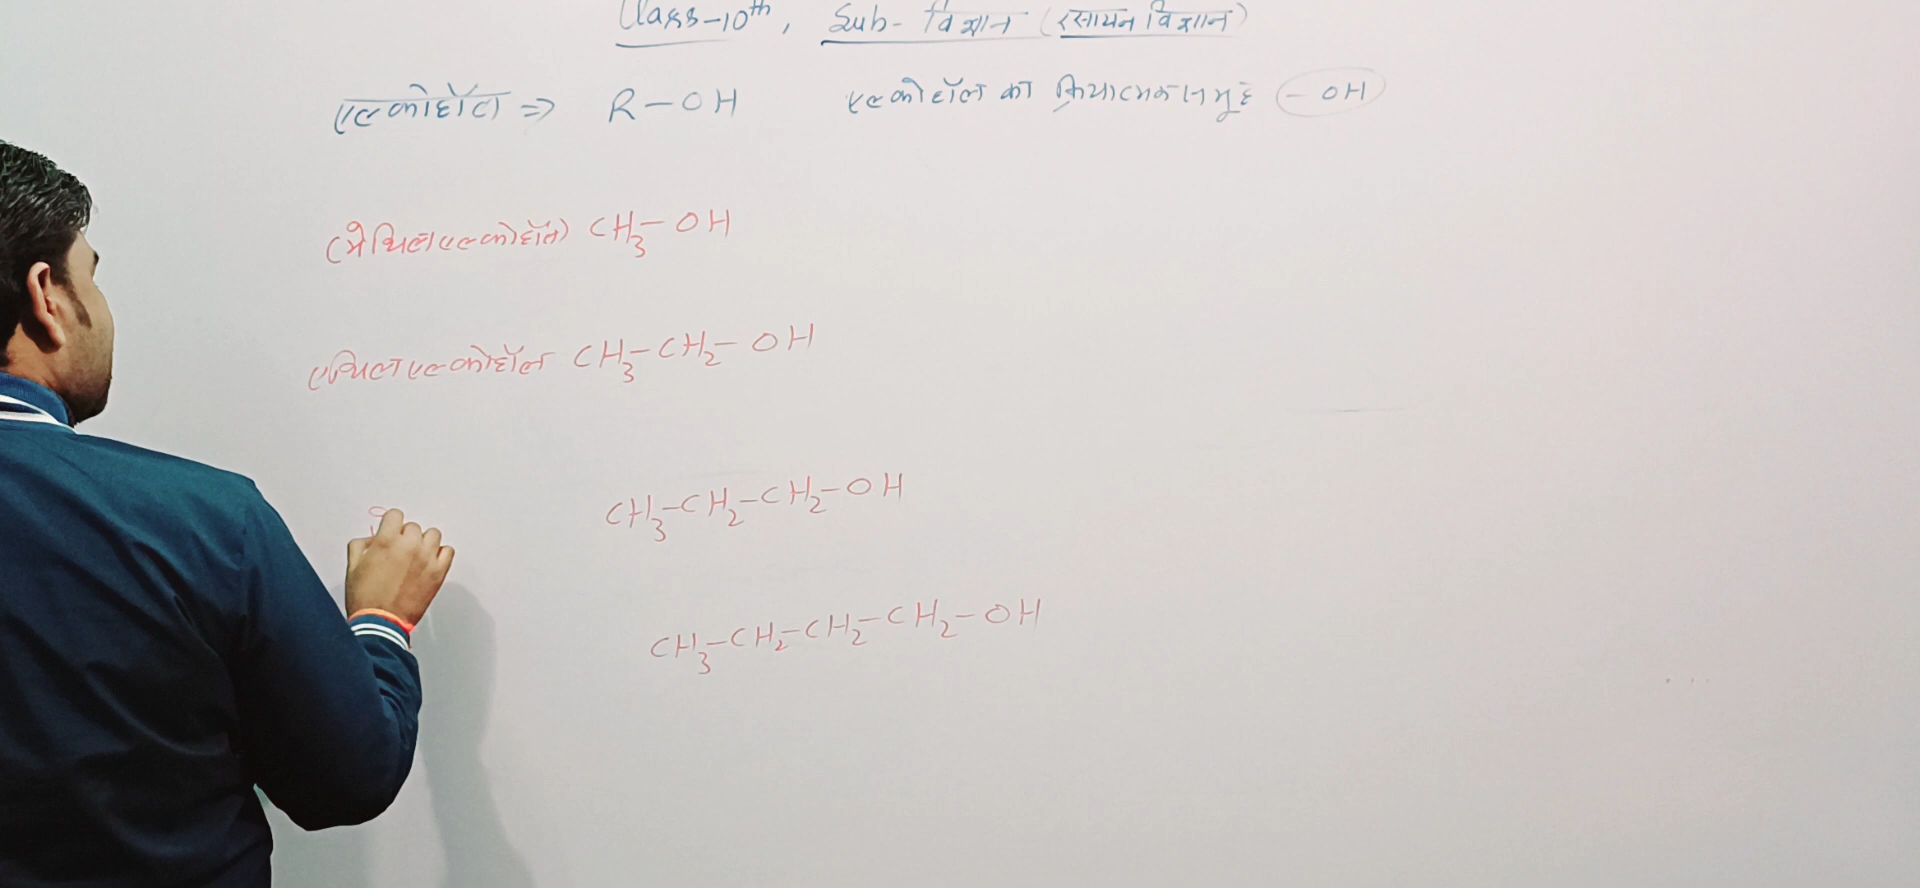 Class-10th, Sub- विज्ञान (रसायन विज्ञान)
एल्कोहॉल ⇒ R-OH एल्कोहॉल का क्रियात्मक समूह -OH
(मेथिल एल्कोहॉल) CH3-OH
एथिल एल्कोहॉल CH3-CH2-OH
CH3-CH2-CH2-OH
CH3-CH2-CH2-CH2-OH